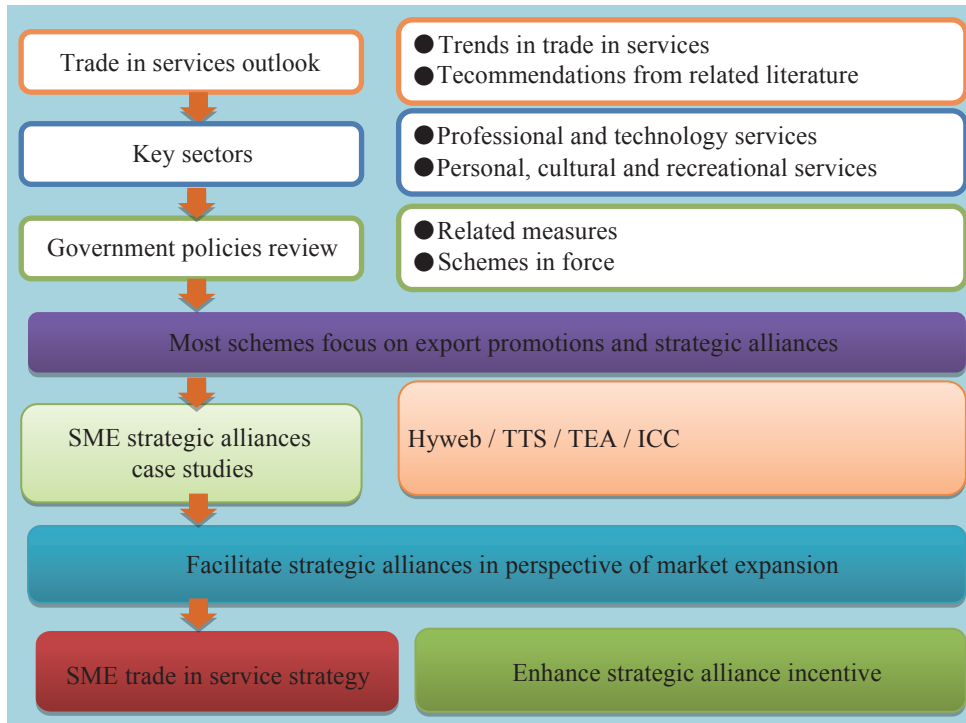 Trade in services outlook
● Trends in trade in services
● Tecommendations from related literature
Key sectors
● Professional and technology services
● Personal, cultural and recreational services
Government policies review
● Related measures
● Schemes in force
Most schemes focus on export promotions and strategic alliances
SME strategic alliances
case studies
Hyweb / TTS / TEA / ICC
Facilitate strategic alliances in perspective of market expansion
SME trade in service strategy
Enhance strategic alliance incentive